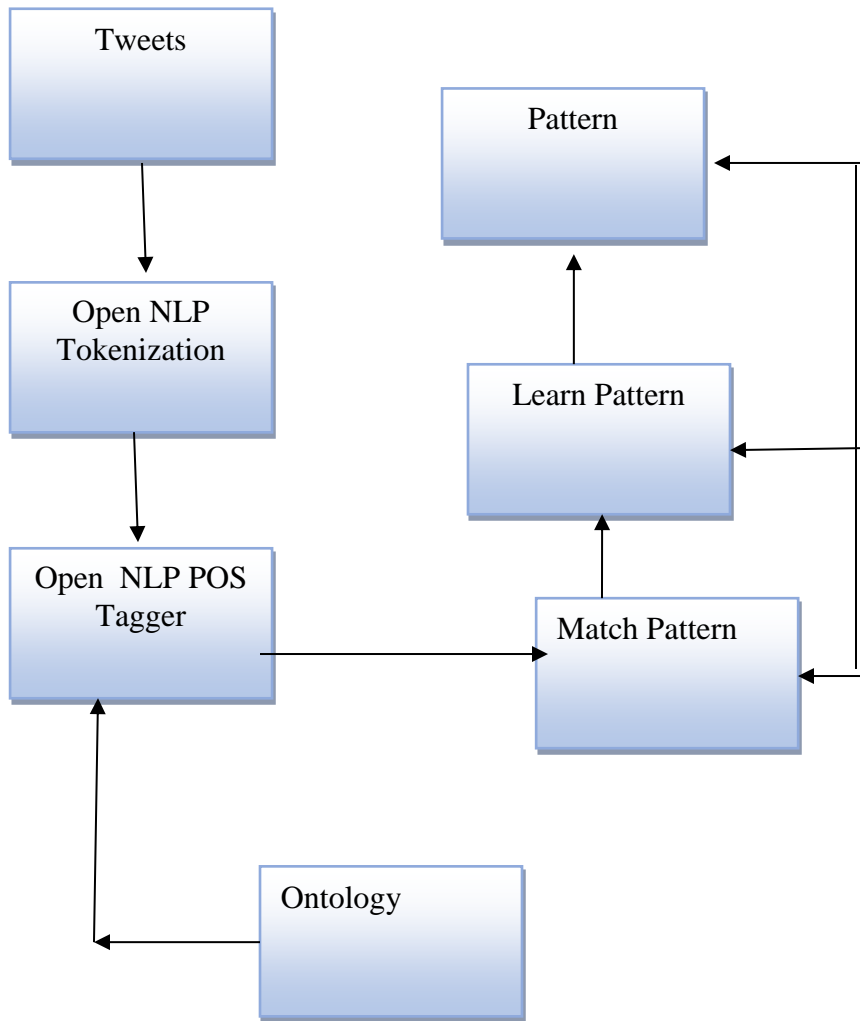 Tweets
Open NLP
Tokenization
Open NLP POS
Tagger
Ontology
Pattern
Learn Pattern
Match Pattern